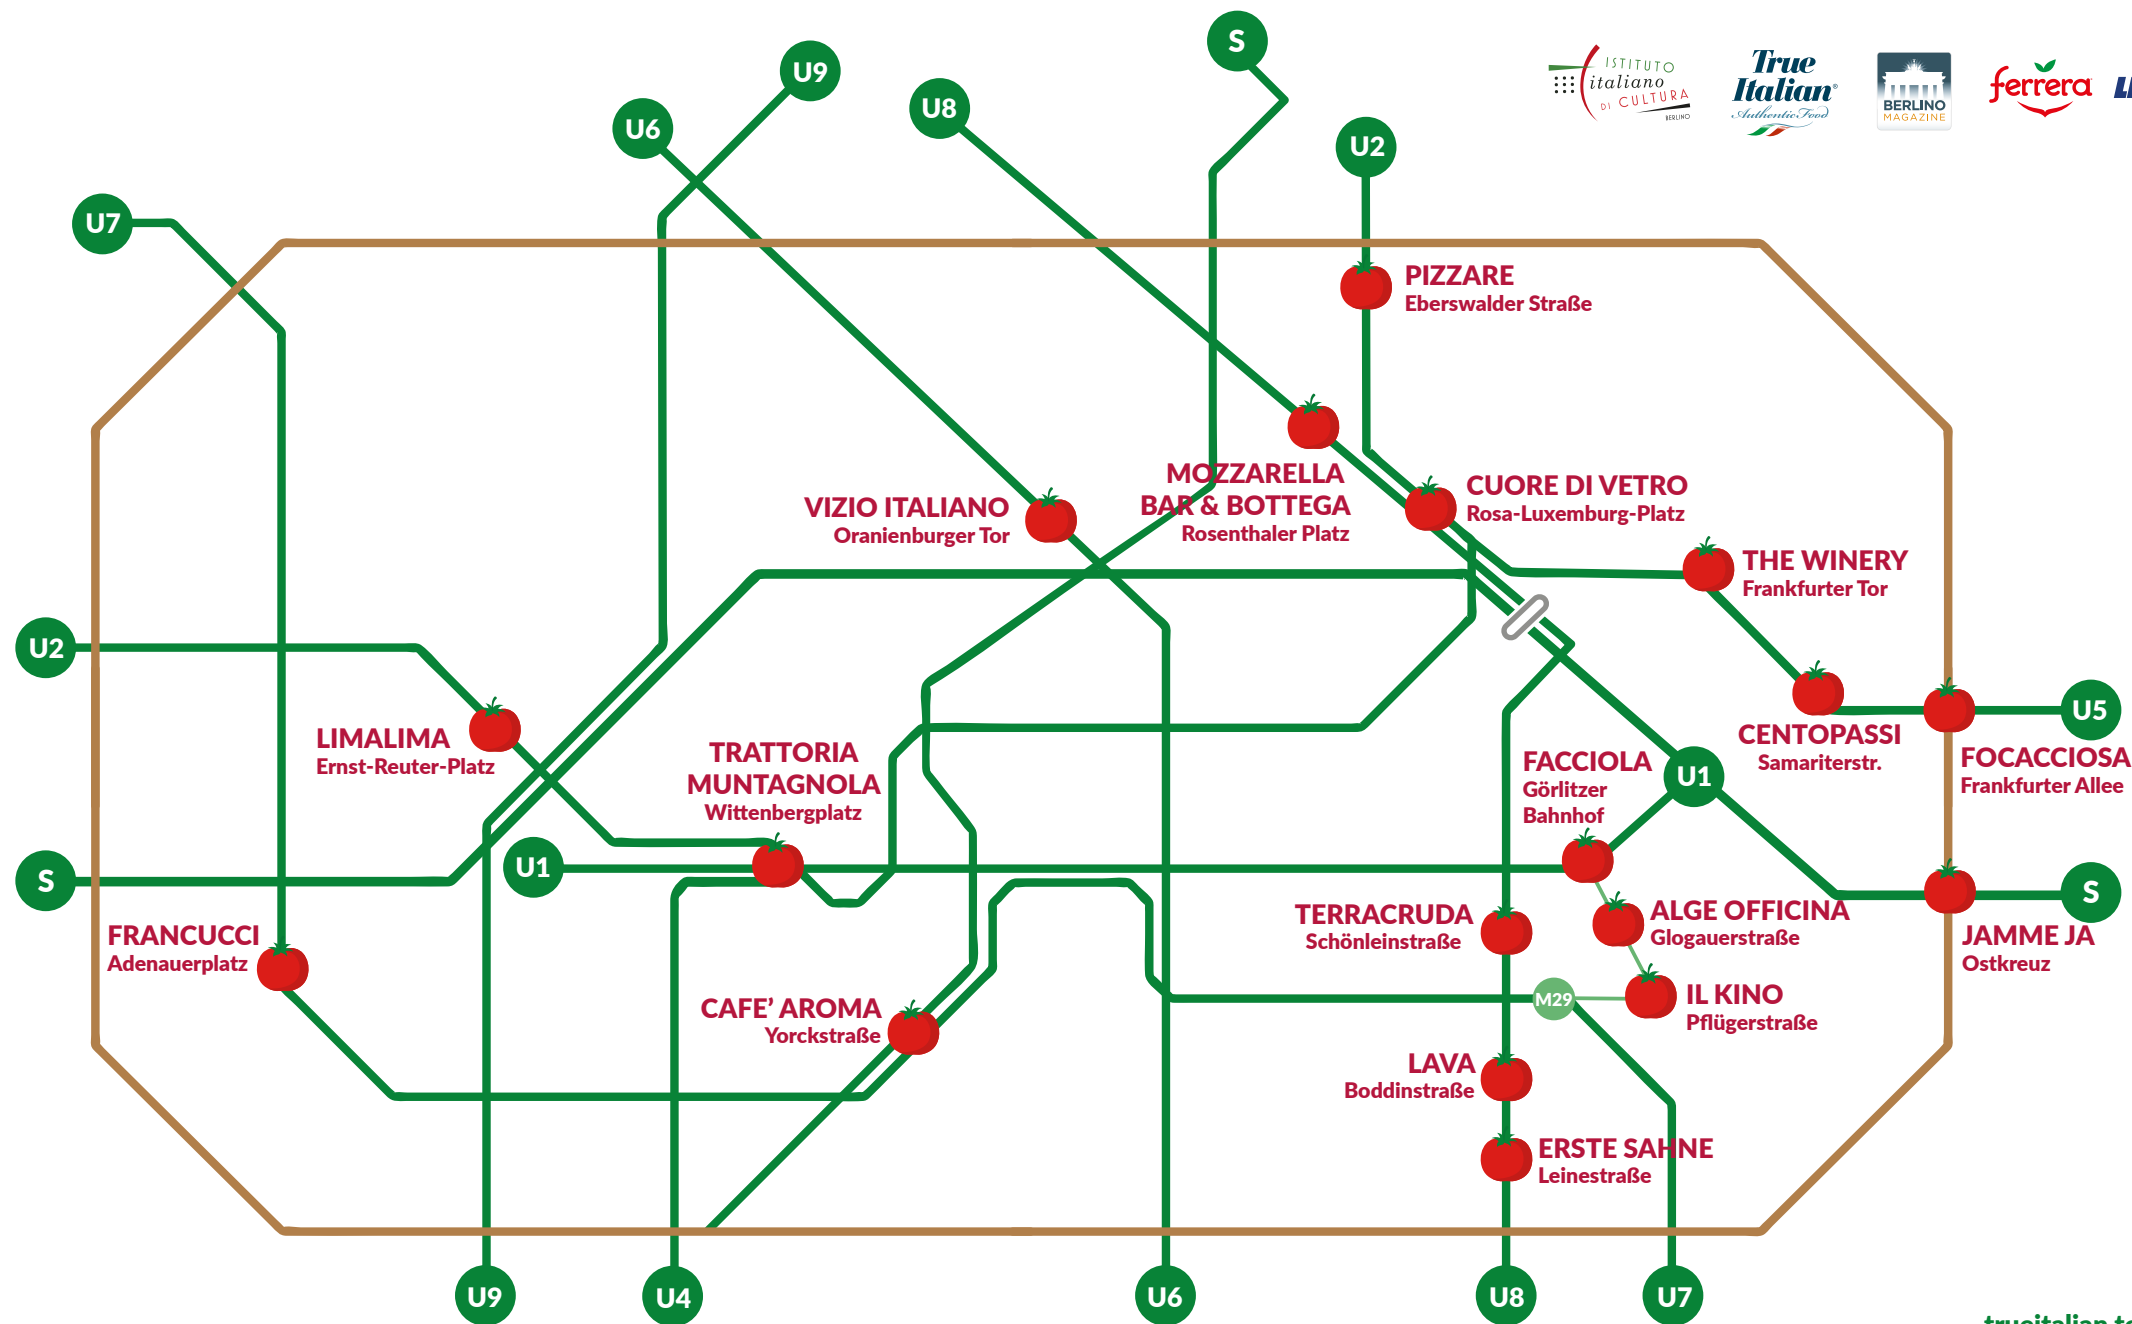 S
ISTITUTO
italiano
DI CULTURA
BERLINO
True
Italian®
Authentic Food
BERLINO
MAGAZINE
ferrera
U9
U8
U6
U2
U7
PIZZARE
Eberswalder Straße
MOZZARELLA
BAR & BOTTEGA
Rosenthaler Platz
CUORE DI VETRO
Rosa-Luxemburg-Platz
VIZIO ITALIANO
Oranienburger Tor
THE WINERY
Frankfurter Tor
U2
LIMALIMA
Ernst-Reuter-Platz
TRATTORIA
MUNTAGNOLA
Wittenbergplatz
CENTOPASSI
Samariterstr.
U5
FOCACCIOSA
Frankfurter Allee
FACCIOLA
Görlitzer
Bahnhof
U1
S
U1
S
FRANCUCCI
Adenauerplatz
TERRACRUDA
Schönleinstraße
ALGE OFFICINA
Glogauerstraße
JAMME JA
Ostkreuz
CAFE’ AROMA
Yorckstraße
M29
IL KINO
Pflügerstraße
LAVA
Boddinstraße
ERSTE SAHNE
Leinestraße
U9
U4
U6
U8
U7